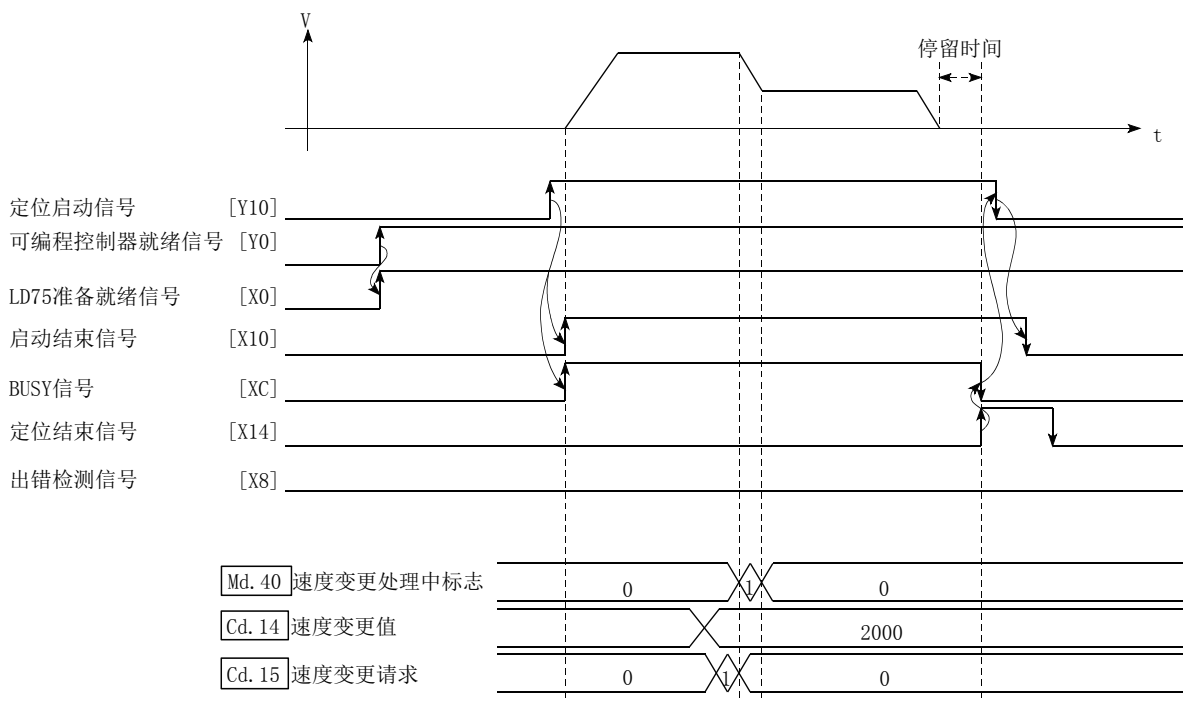 V
停留时间
t
定位启动信号 [Y10]
可编程控制器就绪信号 [Y0]
LD75准备就绪信号 [X0]
启动结束信号 [X10]
BUSY信号 [XC]
定位结束信号 [X14]
出错检测信号 [X8]
Md.40 速度变更处理中标志 0 1 0
Cd.14 速度变更值 2000
Cd.15 速度变更请求 0 1 0